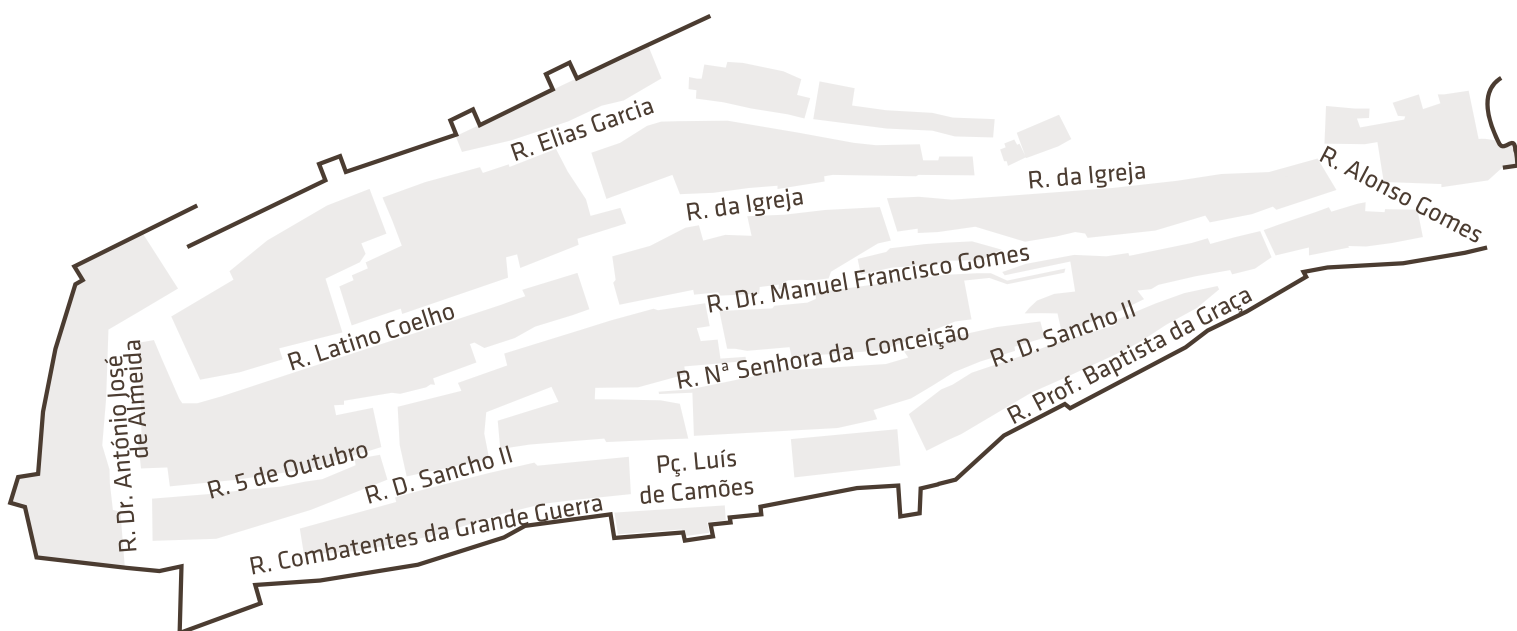 R. Elias Garcia
R. da Igreja
R. da Igreja
R. Alonso Gomes
R. Dr. Manuel Francisco Gomes
R. Latino Coelho
R. Nª Senhora da Conceição
R. D. Sancho II
R. Prof. Baptista da Graça
R. Dr. António José
de Almeida
R. 5 de Outubro
R. D. Sancho II
Pç. Luís
de Camões
R. Combatentes da Grande Guerra